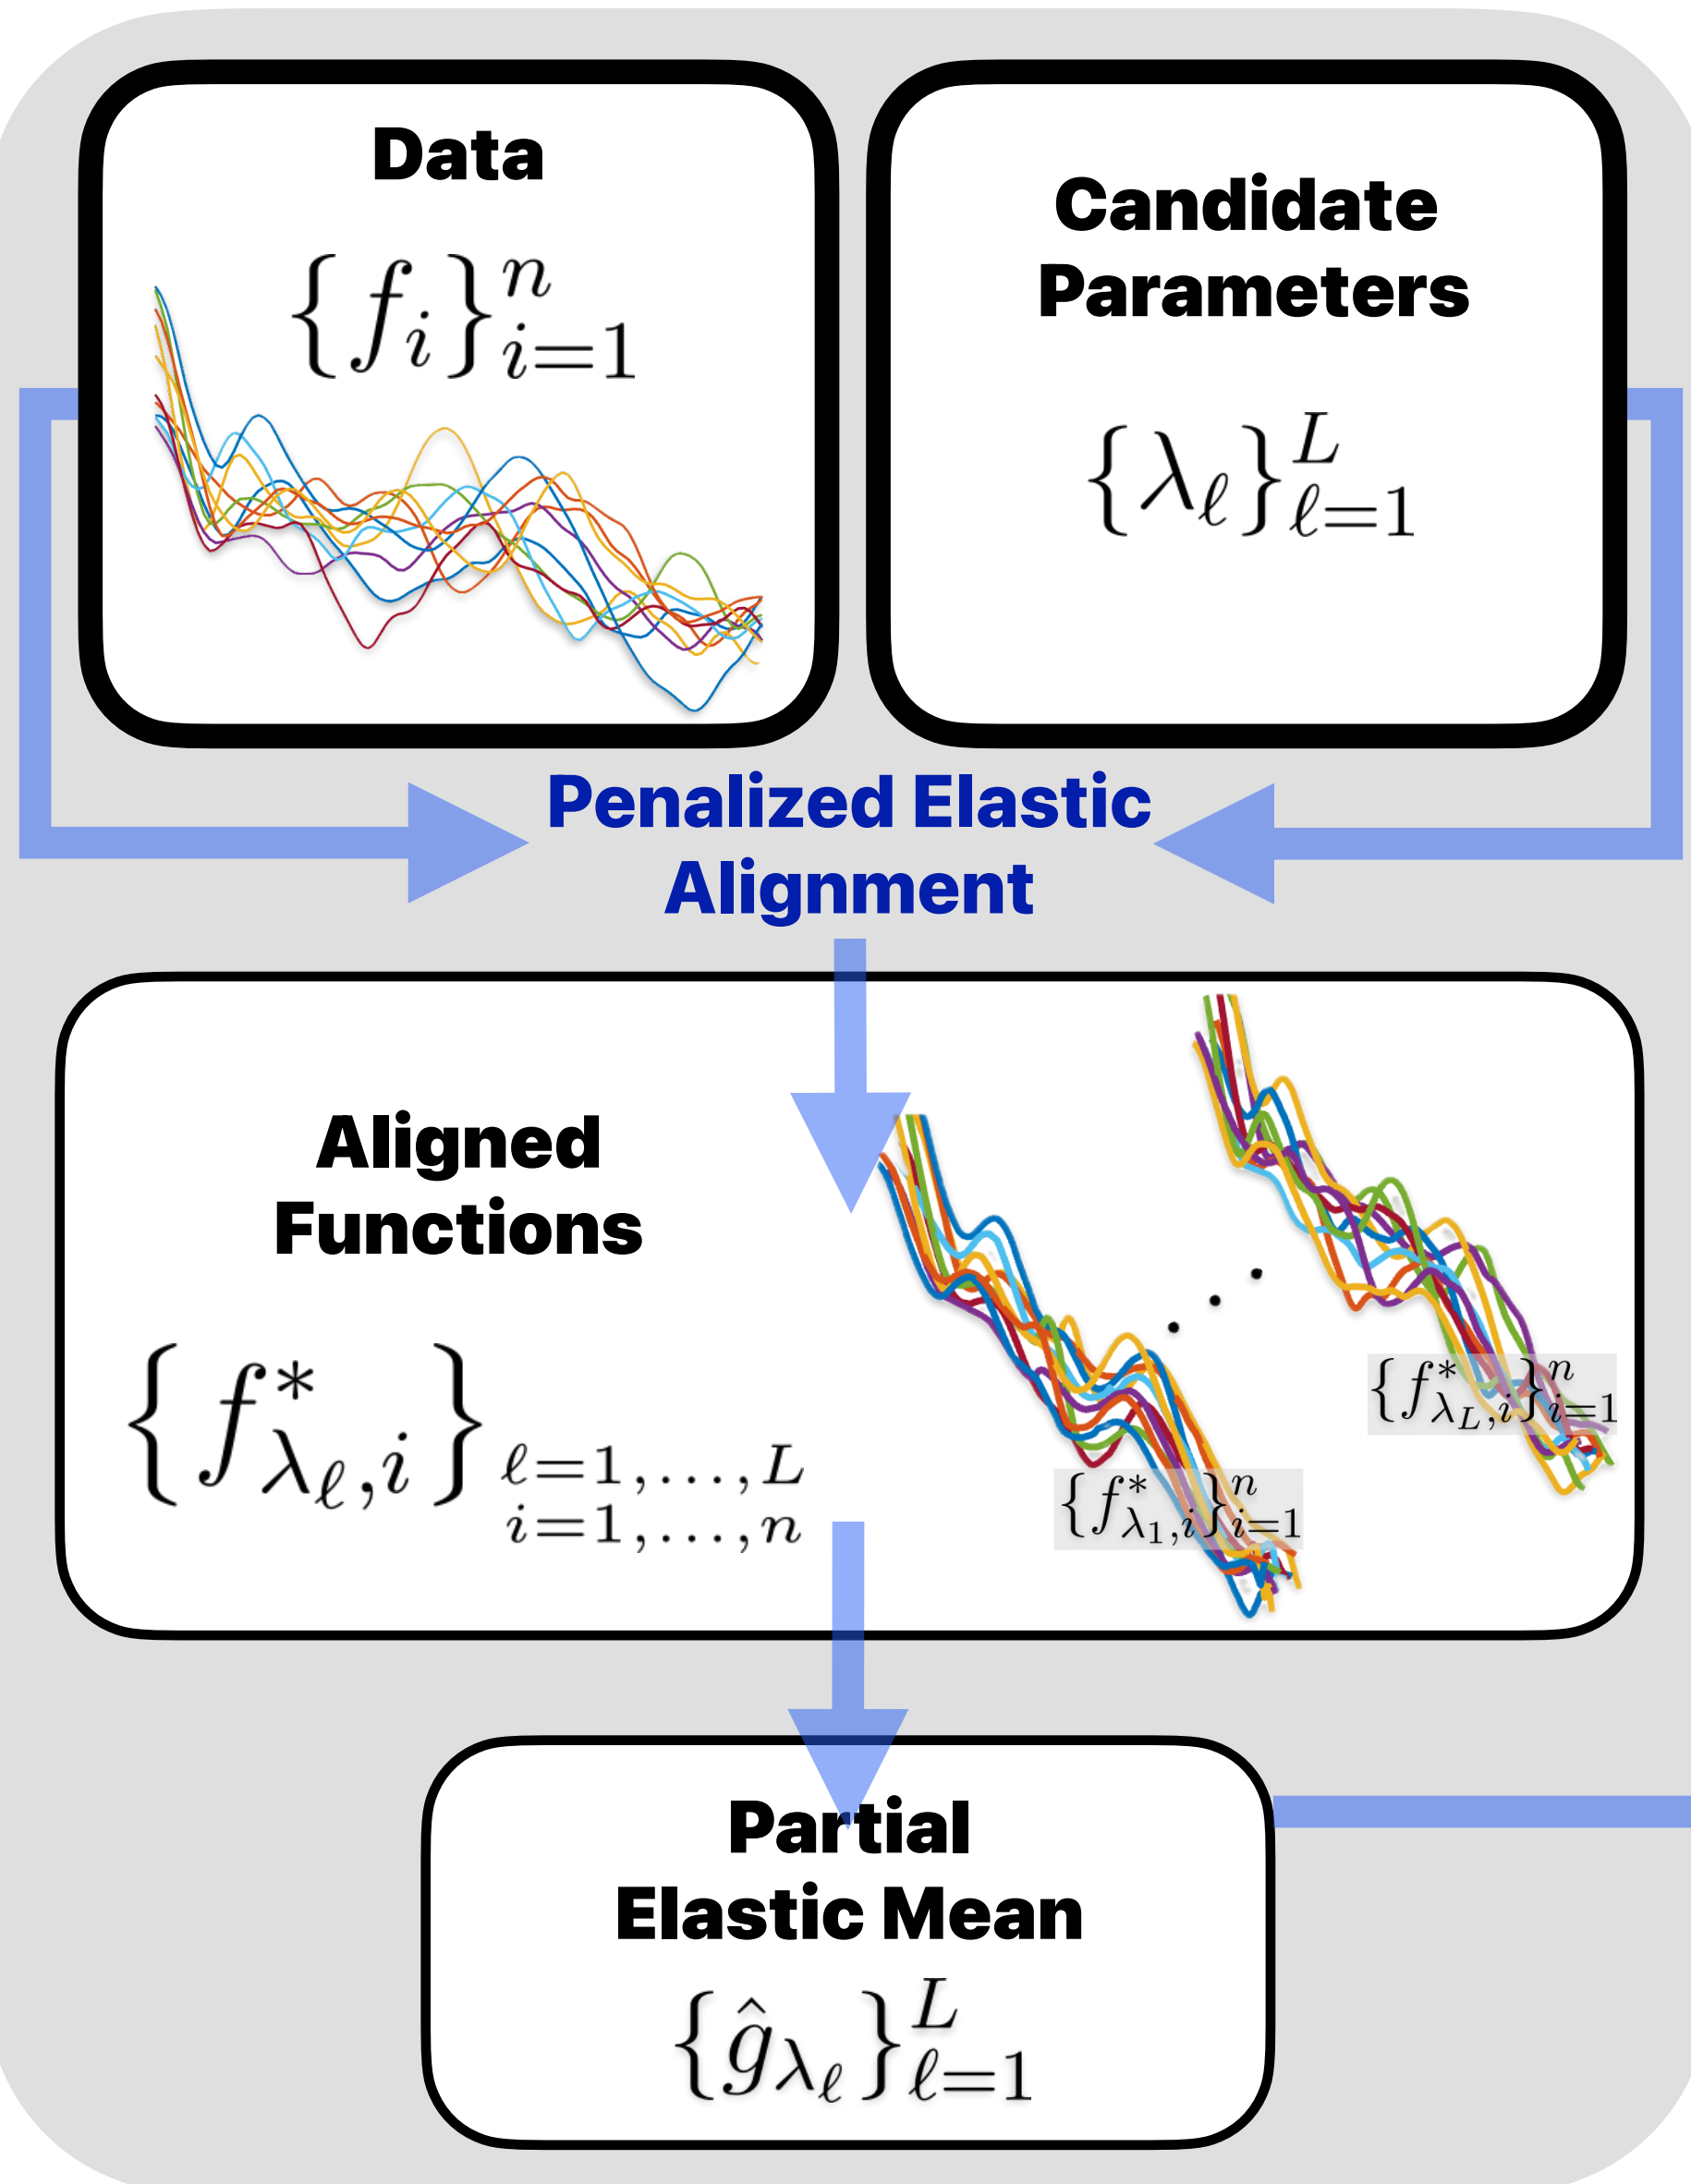 Data
{f_i}_{i=1}^n
Candidate
Parameters
{λ_ℓ}_{ℓ=1}^L
Penalized Elastic
Alignment
Aligned
Functions
{f^*_{λ_ℓ,i}}_{ℓ=1,...,L
i=1,...,n}
{f^*_{λ_L,i}}_{i=1}^n
{f^*_{λ_1,i}}_{i=1}^n
Partial
Elastic Mean
{ĝ_{λ_ℓ}}_{ℓ=1}^L